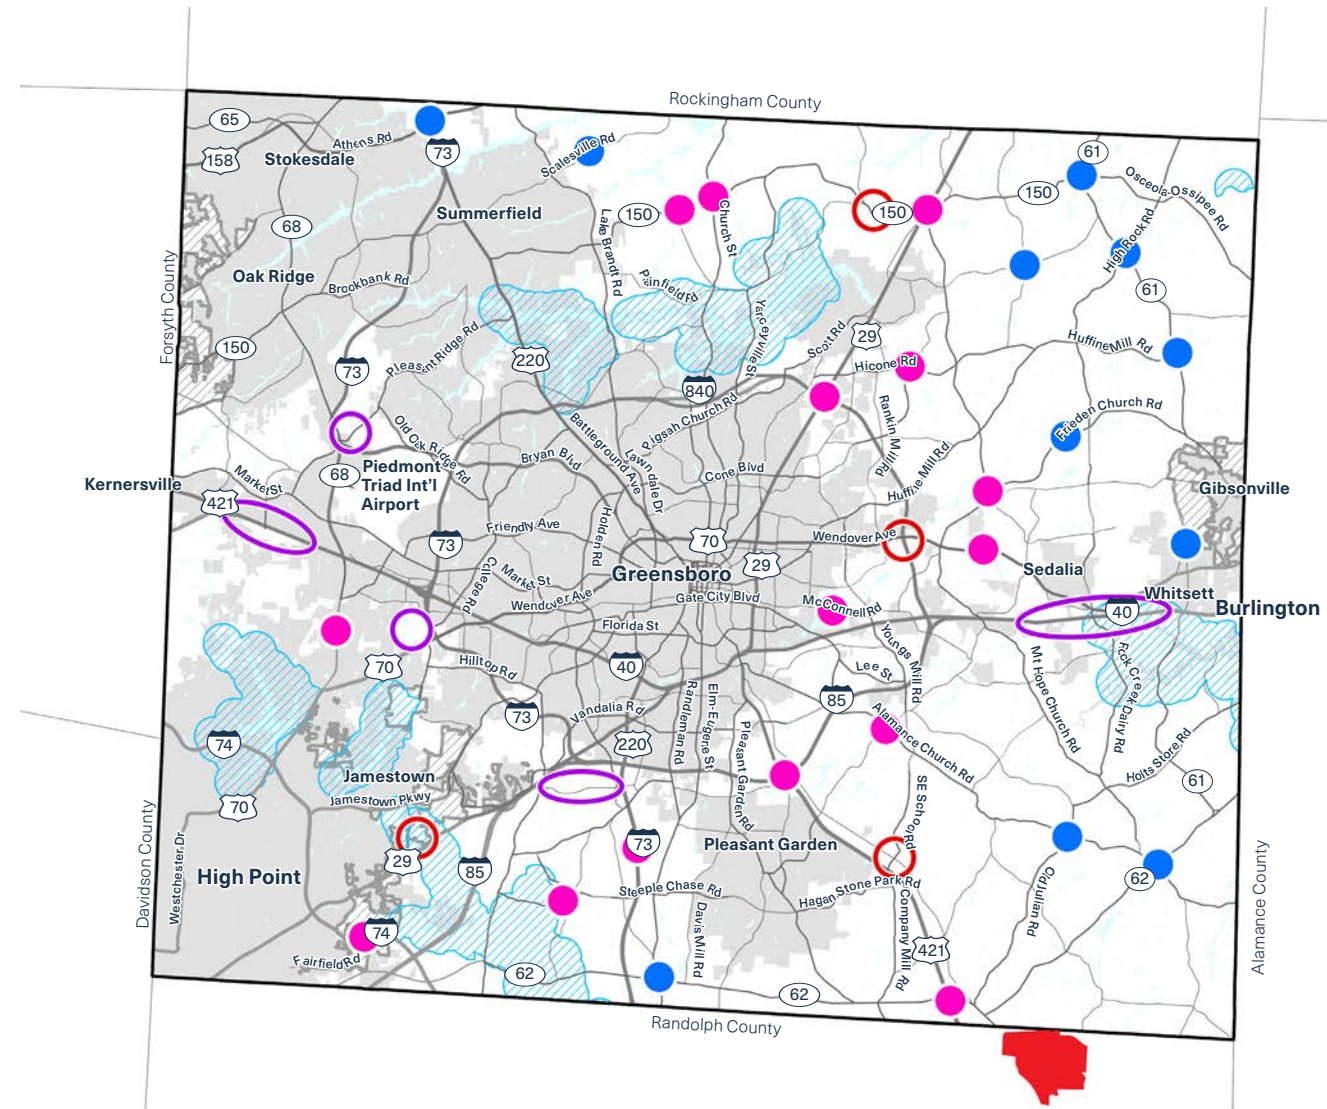 Rockingham County
65
Athens Rd
158
Stokesdale
73
Scalesville Rd
61
Osceola-Ossipee Rd
150
68
Summerfield
150
Church St
150
Lake Brandt Rd
High Rock Rd
Oak Ridge
Brookbank Rd
61
Forsyth County
Yanceyville St
Scott Rd
29
Huffine Mill Rd
150
Pleasant Ridge Rd
220
73
Hicone Rd
840
Pisgah Church Rd
Rankin Mill Rd
Frieden Church Rd
Old Oak Ridge Rd
Battleground Ave
Lawndale Dr
Bryan Blvd
Cone Blvd
Huffine Mill Rd
68
Piedmont
Triad Int'l
Airport
Market St
Kernersville
421
Gibsonville
Friendly Ave
Holden Rd
70
Wendover Ave
73
29
Greensboro
Sedalia
College Rd
Market St
Wendover Ave
Gate City Blvd
McConnell Rd
Whitsett
40
Burlington
Florida St
Youngs Mill Rd
70
Hilltop Rd
40
Lee St
Mt Hope Church Rd
Rock Creek Dairy Rd
85
73
Vandalia Rd
Randleman Rd
Elm-Eugene St
Pleasant Garden Rd
Alamance Church Rd
74
220
Holts Store Rd
61
Jamestown
Jamestown Pkwy
70
SE School Rd
Davidson County
Westchester Dr
29
73
Pleasant Garden
85
High Point
Steeple Chase Rd
Hagan Stone Park Rd
Old Julian Rd
62
Alamance County
74
Davis Mill Rd
Company Mill Rd
421
Fairfield Rd
62
62
Randolph County